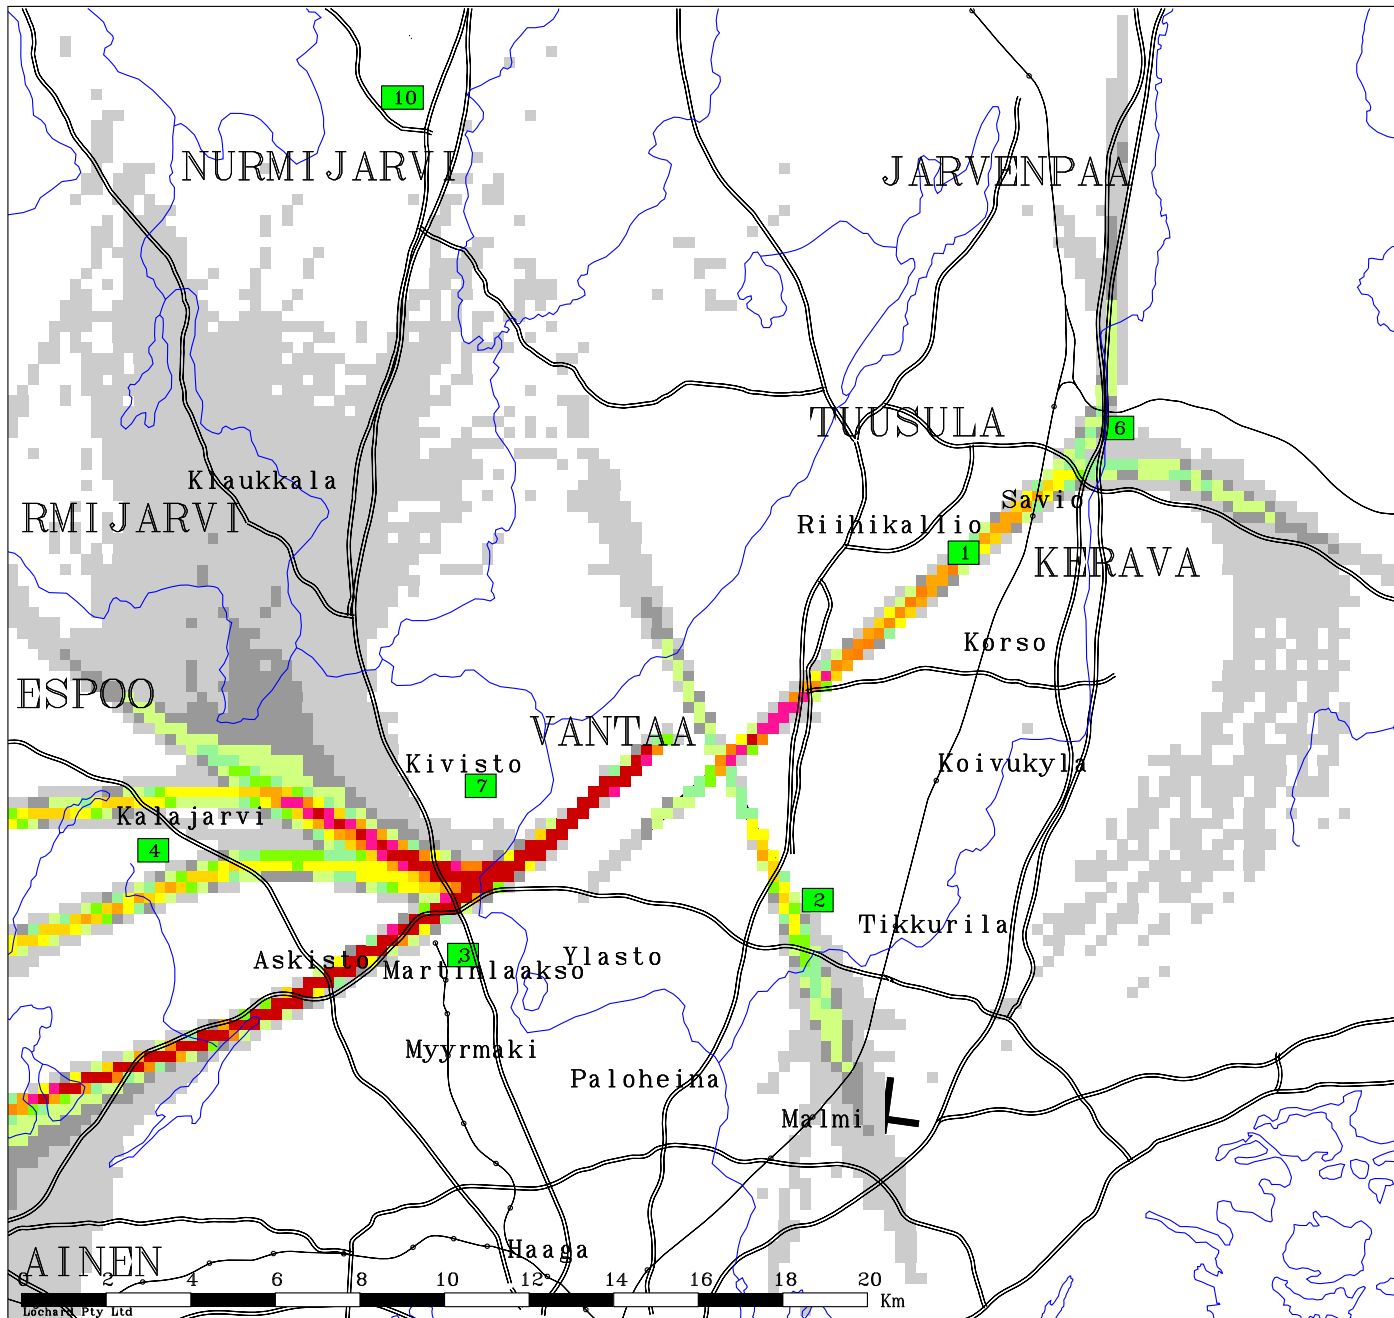 10
NURMIJARVI
JARVENPAA
TUUSULA
6
Klaukkala
Savio
RMIJARVI
Riihikallio
1
KERAVA
Korso
ESPOO
VANTAA
Kivisto
Koivukyla
7
Kalajarvi
4
2
Tikkurila
3
Askisto
Martinlaakso
Ylasto
Myyrmaki
Paloheina
Malmi
Haaga
AINEN
0 2 4 6 8 10 12 14 16 18 20
Km
Lochard Pty Ltd